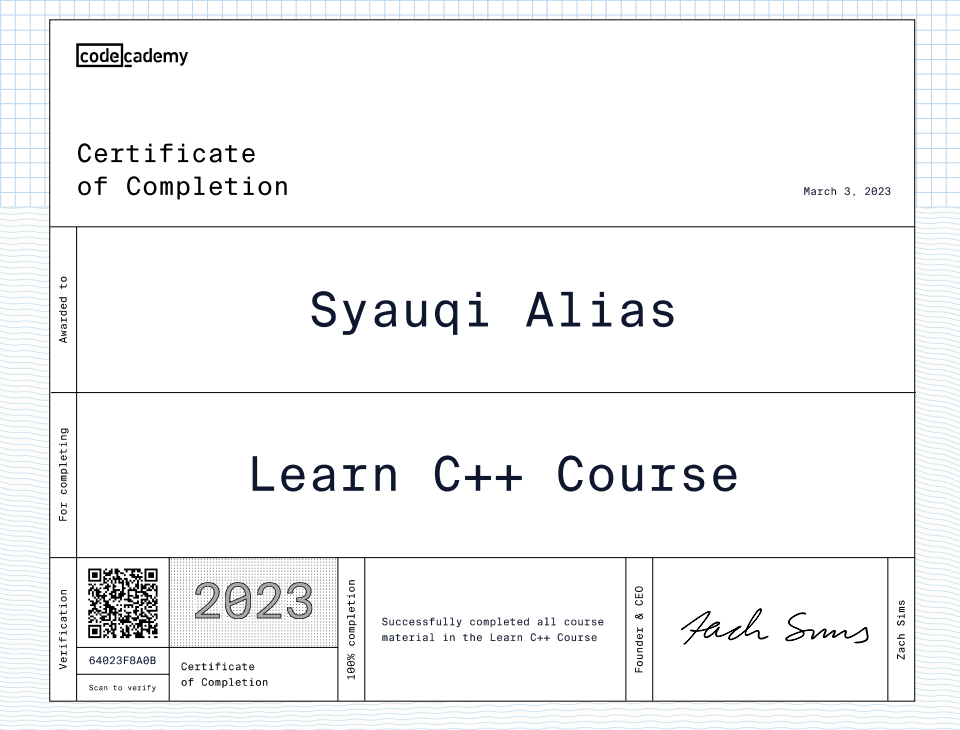 codecademy
Certificate
of Completion
March 3, 2023
Awarded to
Syauqi Alias
For completing
Learn C++ Course
Verification
64023F8A0B
Scan to verify
2023
Certificate
of Completion
100% completion
Successfully completed all course
material in the Learn C++ Course
Founder & CEO
Zach Sims
Zach Sims